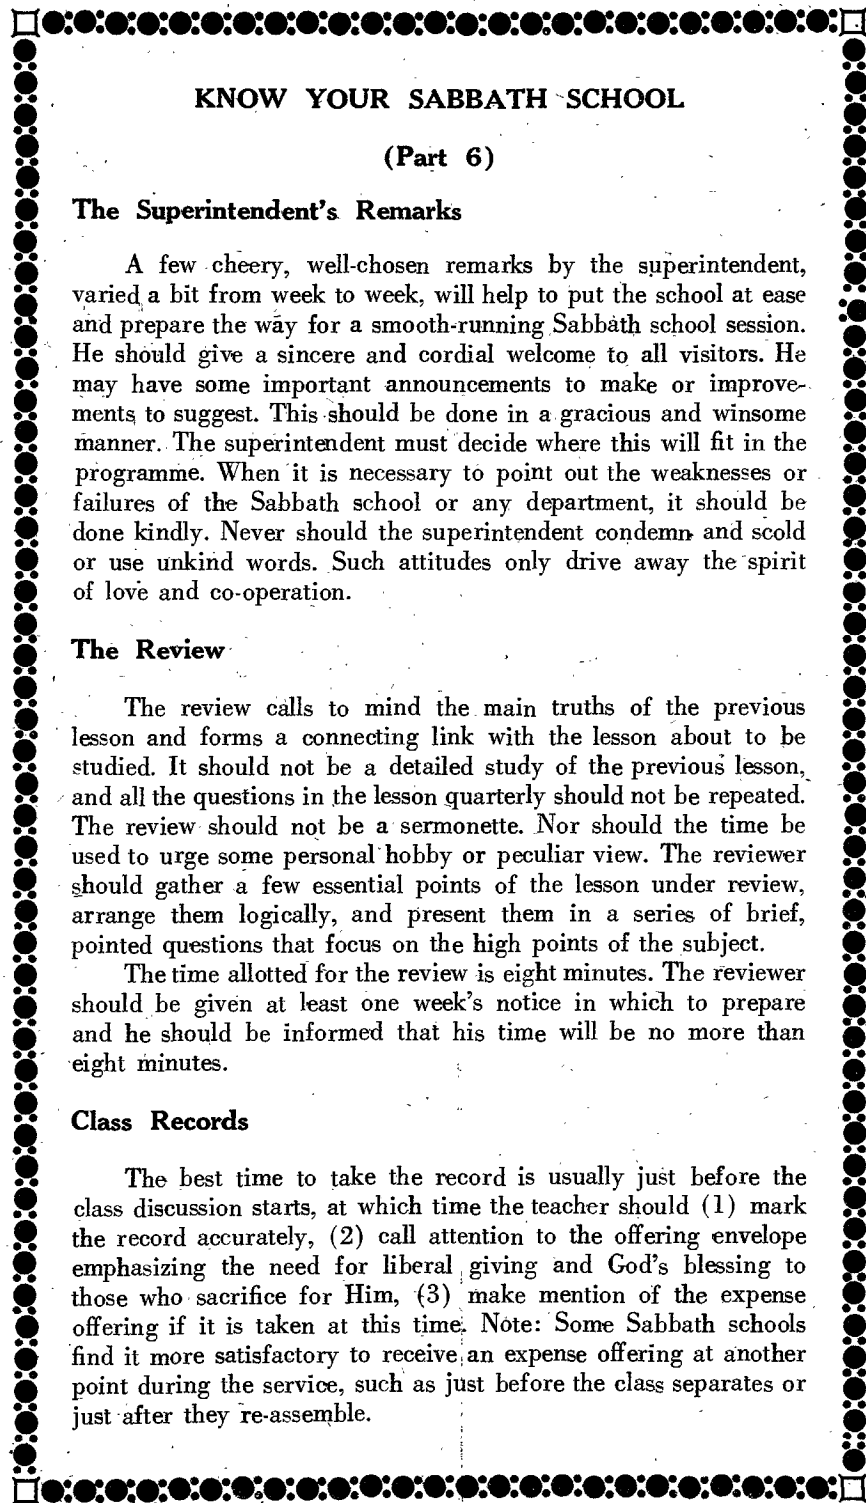 KNOW YOUR SABBATH SCHOOL
(Part 6)
The Superintendent's Remarks
A few cheery, well-chosen remarks by the superintendent,
varied a bit from week to week, will help to put the school at ease
and prepare the way for a smooth-running Sabbath school session.
He should give a sincere and cordial welcome to all visitors. He
may have some important announcements to make or improve-
ments to suggest. This should be done in a gracious and winsome
manner. The superintendent must decide where this will fit in the
programme. When it is necessary to point out the weaknesses or
failures of the Sabbath school or any department, it should be
done kindly. Never should the superintendent condemn and scold
or use unkind words. Such attitudes only drive away the spirit
of love and co-operation.
The Review
The review calls to mind the main truths of the previous
lesson and forms a connecting link with the lesson about to be
studied. It should not be a detailed study of the previous lesson,
and all the questions in the lesson quarterly should not be repeated.
The review should not be a sermonette. Nor should the time be
used to urge some personal hobby or peculiar view. The reviewer
should gather a few essential points of the lesson under review,
arrange them logically, and present them in a series of brief,
pointed questions that focus on the high points of the subject.
The time allotted for the review is eight minutes. The reviewer
should be given at least one week's notice in which to prepare
and he should be informed that his time will be no more than
eight minutes.
Class Records
The best time to take the record is usually just before the
class discussion starts, at which time the teacher should (1) mark
the record accurately, (2) call attention to the offering envelope
emphasizing the need for liberal giving and God's blessing to
those who sacrifice for Him, (3) make mention of the expense
offering if it is taken at this time. Note: Some Sabbath schools
find it more satisfactory to receive an expense offering at another
point during the service, such as just before the class separates or
just after they re-assemble.